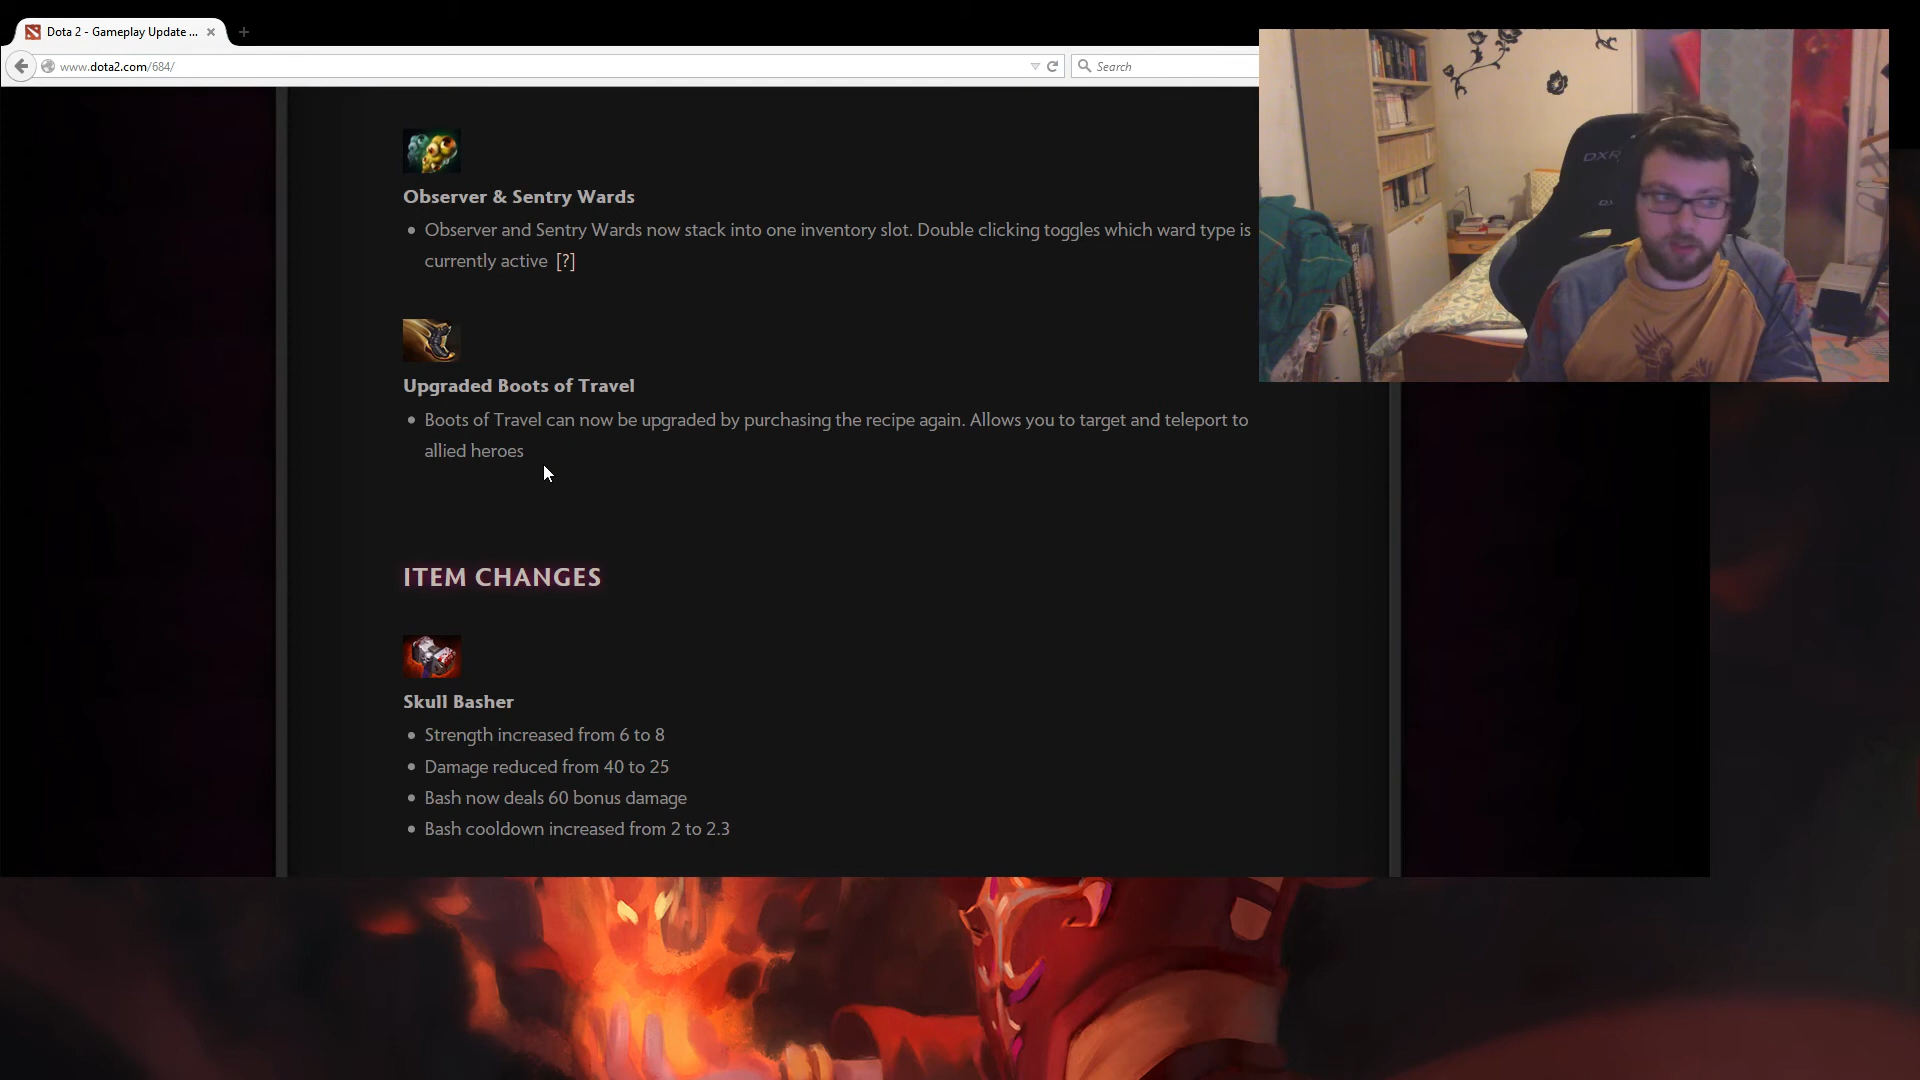 Dota 2 - Gameplay Update ...
www.dota2.com/684/
Search
Observer & Sentry Wards
• Observer and Sentry Wards now stack into one inventory slot. Double clicking toggles which ward type is
currently active [?]
Upgraded Boots of Travel
• Boots of Travel can now be upgraded by purchasing the recipe again. Allows you to target and teleport to
allied heroes
ITEM CHANGES
Skull Basher
• Strength increased from 6 to 8
• Damage reduced from 40 to 25
• Bash now deals 60 bonus damage
• Bash cooldown increased from 2 to 2.3
DXR